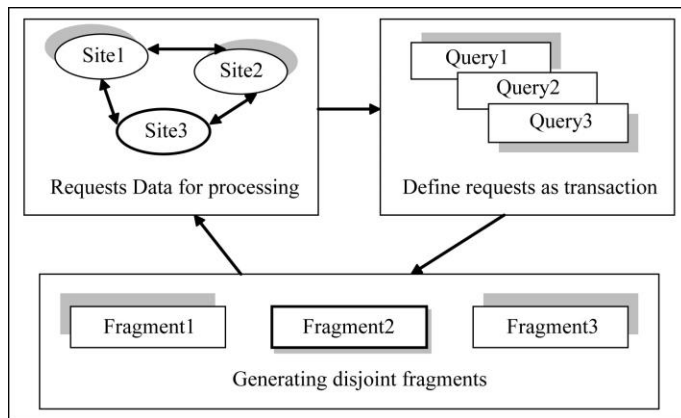 Site1
Site2
Site3
Requests Data for processing
Query1
Query2
Query3
Define requests as transaction
Fragment1
Fragment2
Fragment3
Generating disjoint fragments